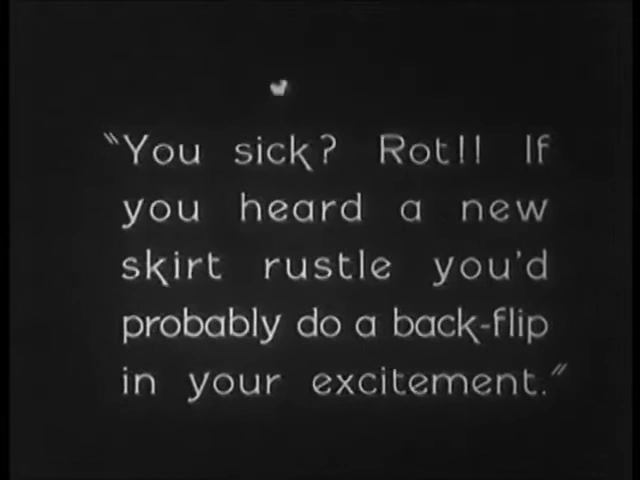 "You sick? Rot!! If
you heard a new
skirt rustle you'd
probably do a back-flip
in your excitement."